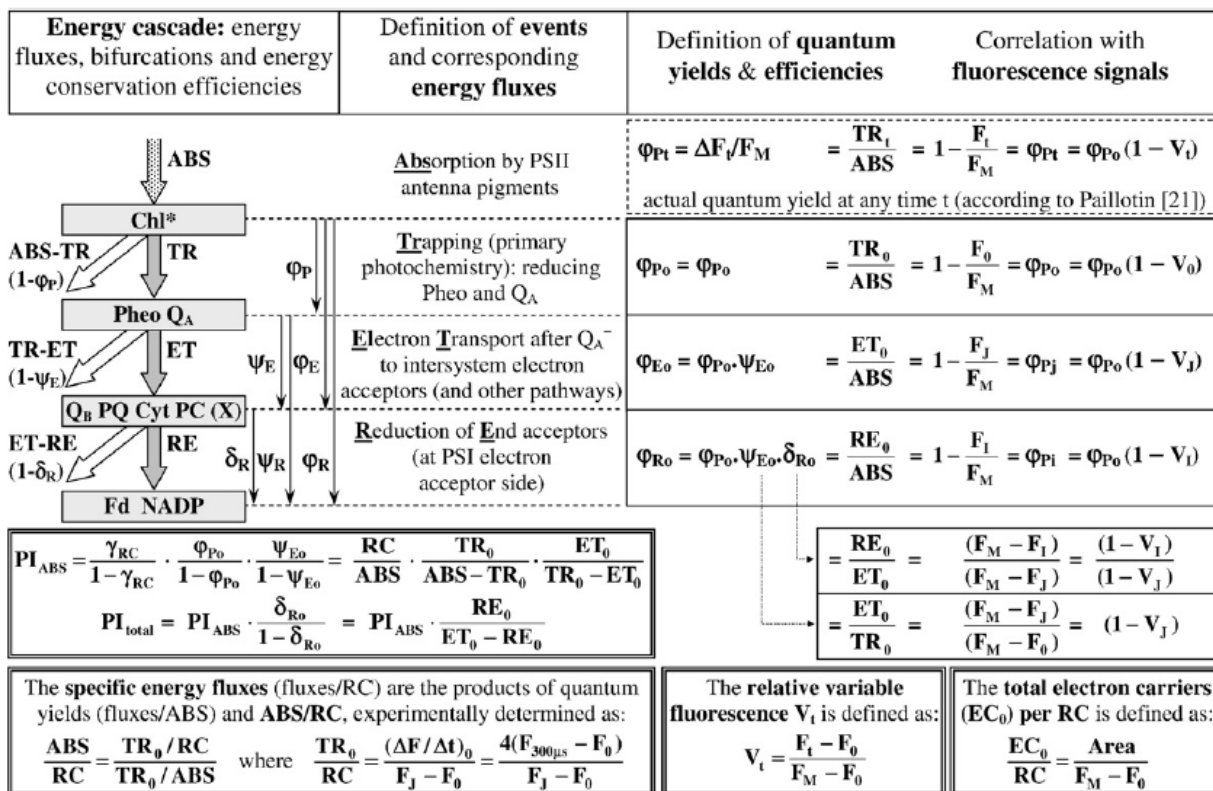 Energy cascade: energy
fluxes, bifurcations and energy
conservation efficiencies
Definition of events
and corresponding
energy fluxes
Definition of quantum
yields & efficiencies
Correlation with
fluorescence signals
ABS
Chl*
ABS-TR
(1-φP)
TR
Pheo QA
TR-ET
(1-ψE)
ET
QB PQ Cyt PC (X)
ET-RE
(1-δR)
RE
Fd NADP
φP
ψE
φE
δR
ψR
φR
Absorption by PSII
antenna pigments
Trapping (primary
photochemistry): reducing
Pheo and QA
Electron Transport after QA⁻
to intersystem electron
acceptors (and other pathways)
Reduction of End acceptors
(at PSI electron
acceptor side)
φPt = ΔFt/FM = TRt/ABS = 1 − Ft/FM = φPt = φPo (1 − Vt)
actual quantum yield at any time t (according to Paillotin [21])
φPo = φPo = TR0/ABS = 1 − F0/FM = φPo = φPo (1 − V0)
φEo = φPo.ψEo = ET0/ABS = 1 − FJ/FM = φPj = φPo (1 − VJ)
φRo = φPo.ψEo.δRo = RE0/ABS = 1 − FI/FM = φPi = φPo (1 − VI)
= RE0/ET0 = (FM − FI)/(FM − FJ) = (1 − VI)/(1 − VJ)
= ET0/TR0 = (FM − FJ)/(FM − F0) = (1 − VJ)
PIABS = γRC/(1 − γRC) · φPo/(1 − φPo) · ψEo/(1 − ψEo) = RC/ABS · TR0/(ABS − TR0) · ET0/(TR0 − ET0)
PItotal = PIABS · δRo/(1 − δRo) = PIABS · RE0/(ET0 − RE0)
The specific energy fluxes (fluxes/RC) are the products of quantum
yields (fluxes/ABS) and ABS/RC, experimentally determined as:
ABS/RC = (TR0 / RC)/(TR0 / ABS) where TR0/RC = (ΔF / Δt)0/(FJ − F0) = 4(F300μs − F0)/(FJ − F0)
The relative variable
fluorescence Vt is defined as:
Vt = (Ft − F0)/(FM − F0)
The total electron carriers
(EC0) per RC is defined as:
EC0/RC = Area/(FM − F0)